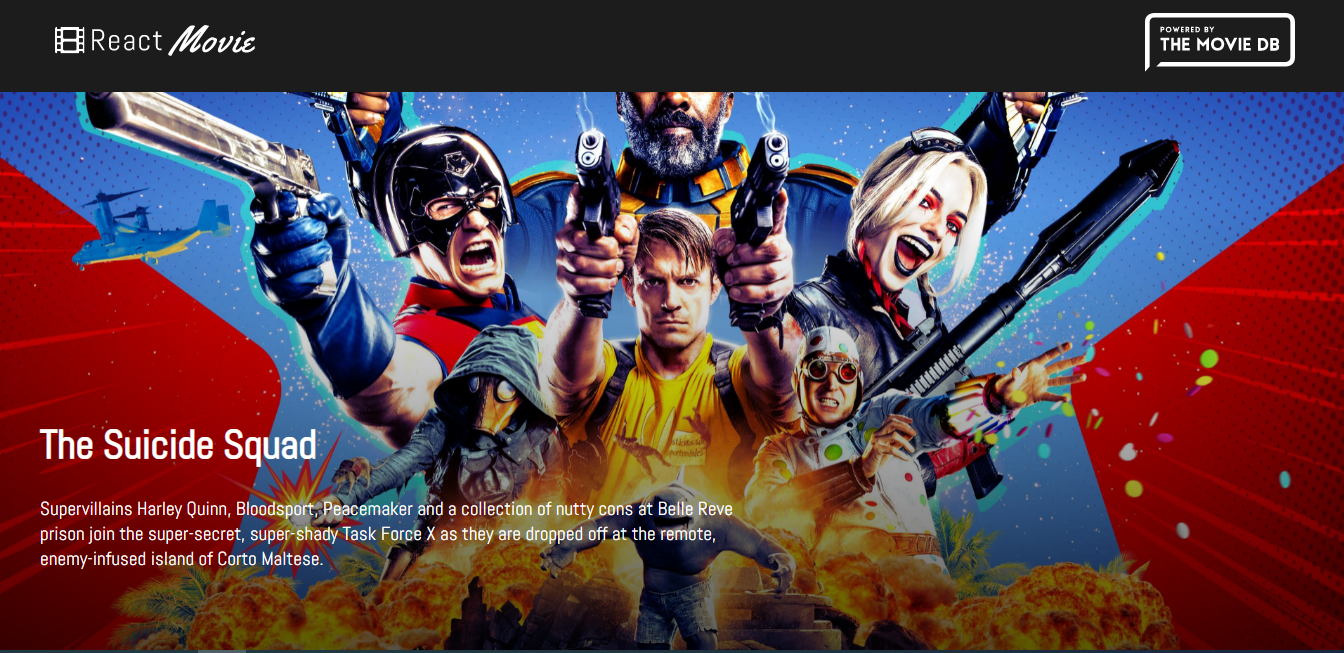 React Movie
POWERED BY
THE MOVIE DB
The Suicide Squad
Supervillains Harley Quinn, Bloodsport, Peacemaker and a collection of nutty cons at Belle Reve
prison join the super-secret, super-shady Task Force X as they are dropped off at the remote,
enemy-infused island of Corto Maltese.